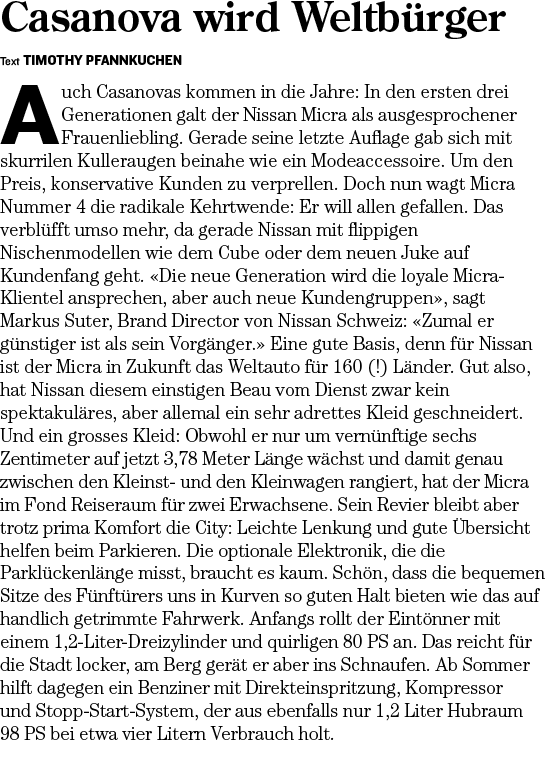 Casanova wird Weltbürger
Text TIMOTHY PFANNKUCHEN
Auch Casanovas kommen in die Jahre: In den ersten drei
Generationen galt der Nissan Micra als ausgesprochener
Frauenliebling. Gerade seine letzte Auflage gab sich mit
skurrilen Kulleraugen beinahe wie ein Modeaccessoire. Um den
Preis, konservative Kunden zu verprellen. Doch nun wagt Micra
Nummer 4 die radikale Kehrtwende: Er will allen gefallen. Das
verblüfft umso mehr, da gerade Nissan mit flippigen
Nischenmodellen wie dem Cube oder dem neuen Juke auf
Kundenfang geht. «Die neue Generation wird die loyale Micra-
Klientel ansprechen, aber auch neue Kundengruppen», sagt
Markus Suter, Brand Director von Nissan Schweiz: «Zumal er
günstiger ist als sein Vorgänger.» Eine gute Basis, denn für Nissan
ist der Micra in Zukunft das Weltauto für 160 (!) Länder. Gut also,
hat Nissan diesem einstigen Beau vom Dienst zwar kein
spektakuläres, aber allemal ein sehr adrettes Kleid geschneidert.
Und ein grosses Kleid: Obwohl er nur um vernünftige sechs
Zentimeter auf jetzt 3,78 Meter Länge wächst und damit genau
zwischen den Kleinst- und den Kleinwagen rangiert, hat der Micra
im Fond Reiseraum für zwei Erwachsene. Sein Revier bleibt aber
trotz prima Komfort die City: Leichte Lenkung und gute Übersicht
helfen beim Parkieren. Die optionale Elektronik, die die
Parklückenlänge misst, braucht es kaum. Schön, dass die bequemen
Sitze des Fünftürers uns in Kurven so guten Halt bieten wie das auf
handlich getrimmte Fahrwerk. Anfangs rollt der Eintönner mit
einem 1,2-Liter-Dreizylinder und quirligen 80 PS an. Das reicht für
die Stadt locker, am Berg gerät er aber ins Schnaufen. Ab Sommer
hilft dagegen ein Benziner mit Direkteinspritzung, Kompressor
und Stopp-Start-System, der aus ebenfalls nur 1,2 Liter Hubraum
98 PS bei etwa vier Litern Verbrauch holt.